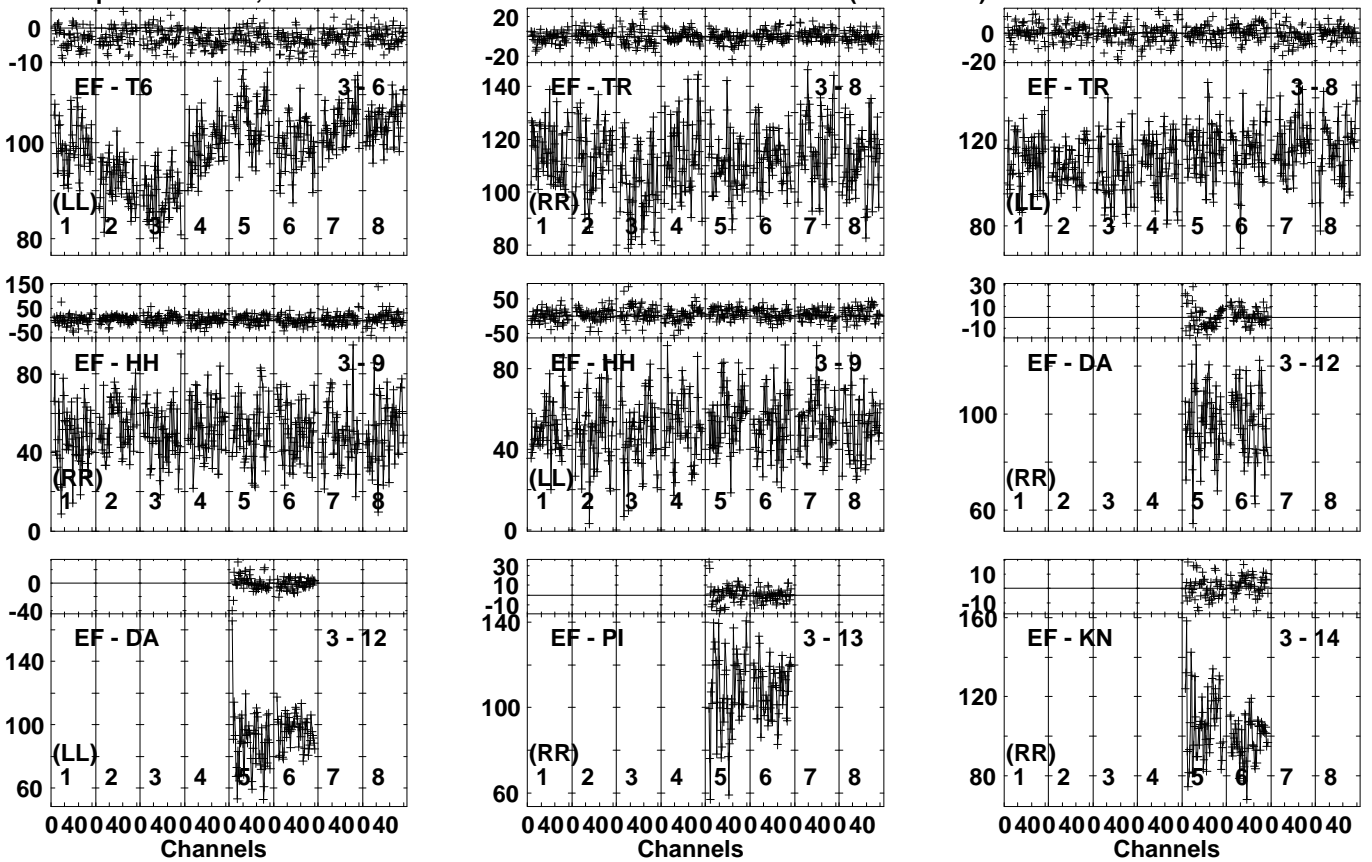 0
-10
EF - T6 3 - 6
100
(LL)
1 2 3 4 5 6 7 8
80
20
-20
140 EF - TR 3 - 8
120
100
(RR)
1 2 3 4 5 6 7 8
80
0
-20
EF - TR 3 - 8
120
(LL)
80 1 2 3 4 5 6 7 8
150
50
-50
80 EF - HH 3 - 9
40
(RR)
1 2 3 4 5 6 7 8
0
50
-50
80 EF - HH 3 - 9
40
(LL)
1 2 3 4 5 6 7 8
0
30
10
-10
EF - DA 3 - 12
100
(RR)
60 1 2 3 4 5 6 7 8
0
-40
EF - DA 3 - 12
140
100
(LL)
1 2 3 4 5 6 7 8
60
0 40 0 40 0 40 0 40 0 40 0 40 0 40 0 40
Channels
30
10
-10
140 EF - PI 3 - 13
100
(RR)
1 2 3 4 5 6 7 8
60
0 40 0 40 0 40 0 40 0 40 0 40 0 40 0 40
Channels
10
-10
160 EF - KN 3 - 14
120
(RR)
80 1 2 3 4 5 6 7 8
0 40 0 40 0 40 0 40 0 40 0 40 0 40 0 40
Channels